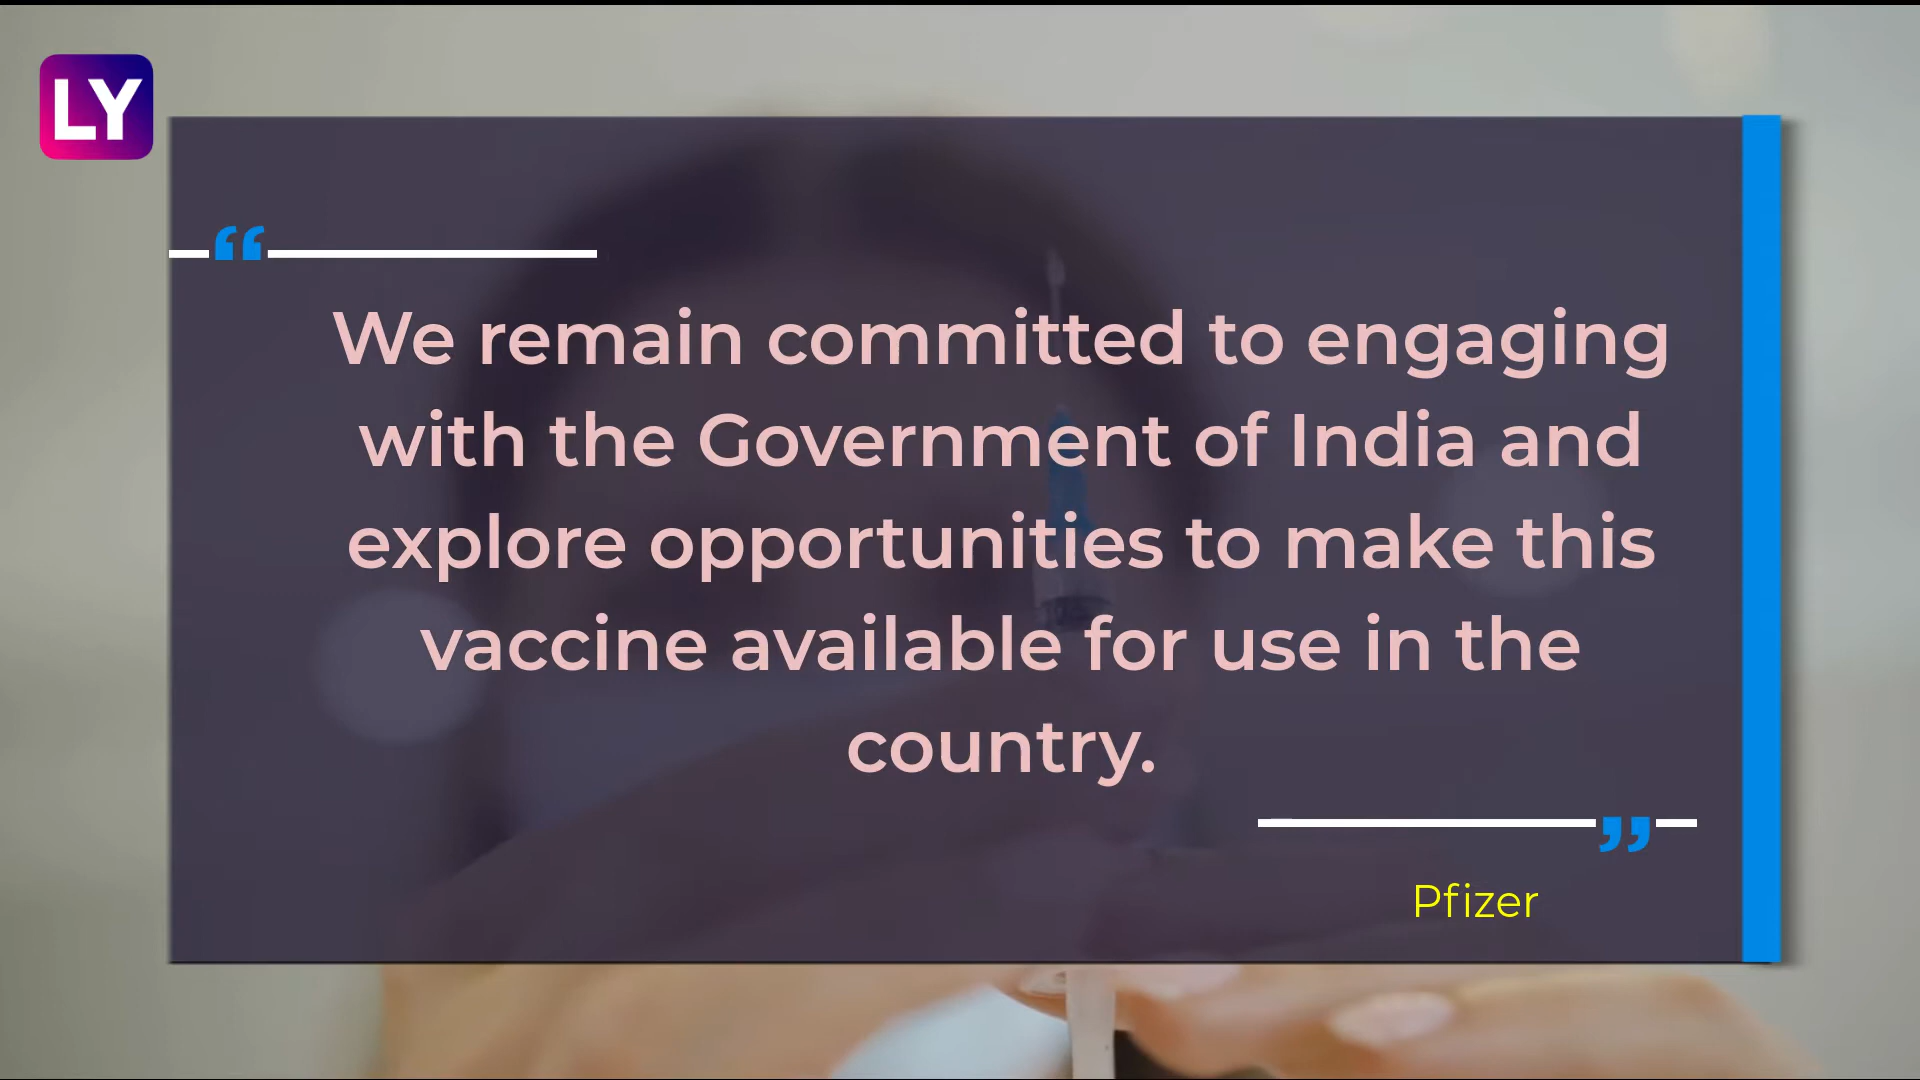 LY
“
We remain committed to engaging
with the Government of India and
explore opportunities to make this
vaccine available for use in the
country.
”
Pfizer